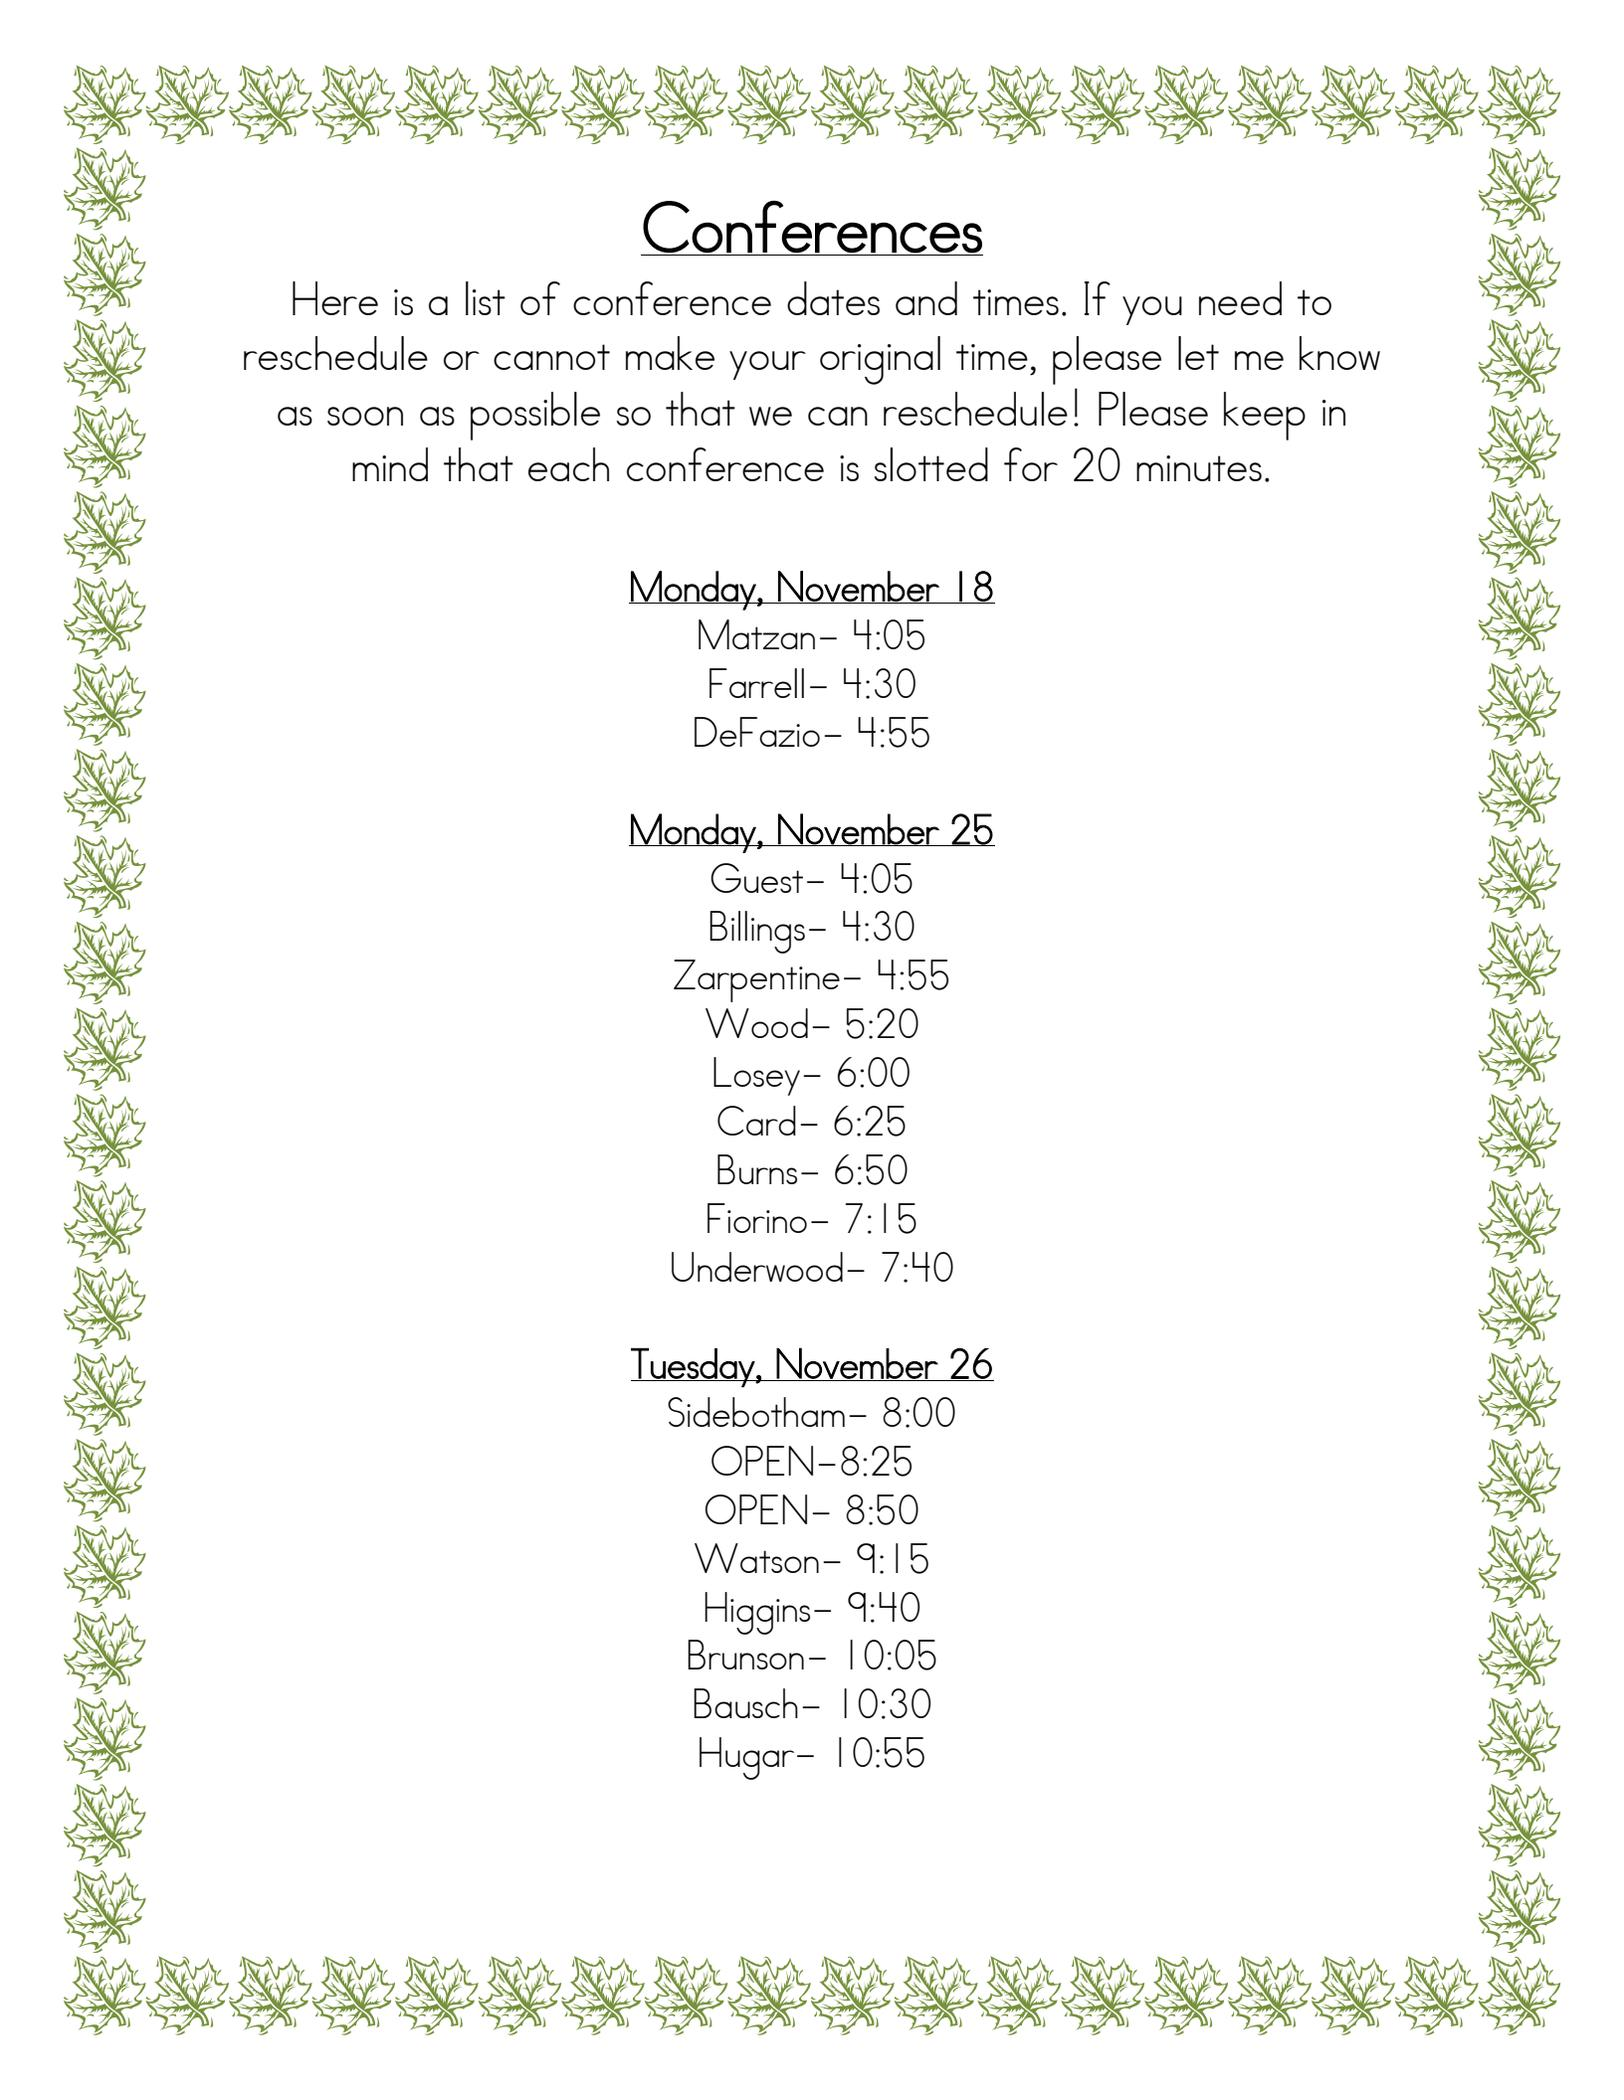 Conferences
Here is a list of conference dates and times. If you need to
reschedule or cannot make your original time, please let me know
as soon as possible so that we can reschedule! Please keep in
mind that each conference is slotted for 20 minutes.
Monday, November 18
Matzan- 4:05
Farrell- 4:30
DeFazio- 4:55
Monday, November 25
Guest- 4:05
Billings- 4:30
Zarpentine- 4:55
Wood- 5:20
Losey- 6:00
Card- 6:25
Burns- 6:50
Fiorino- 7:15
Underwood- 7:40
Tuesday, November 26
Sidebotham- 8:00
OPEN-8:25
OPEN- 8:50
Watson- 9:15
Higgins- 9:40
Brunson- 10:05
Bausch- 10:30
Hugar- 10:55